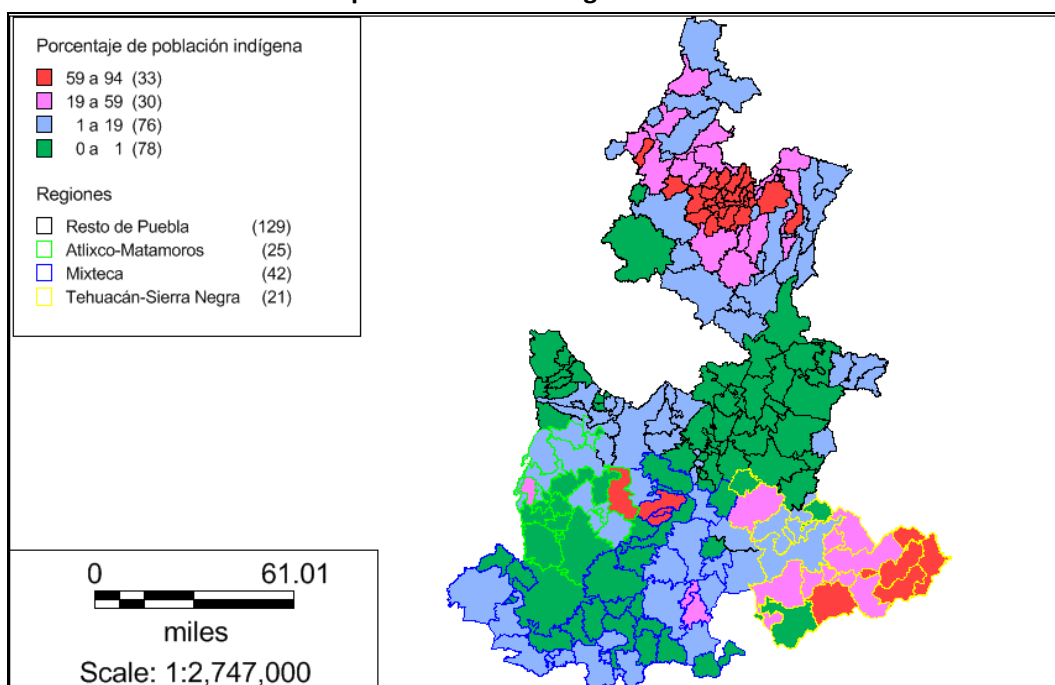 Porcentaje de población indígena
59 a 94 (33)
19 a 59 (30)
1 a 19 (76)
0 a 1 (78)
Regiones
Resto de Puebla (129)
Atlixco-Matamoros (25)
Mixteca (42)
Tehuacán-Sierra Negra (21)
0 61.01
miles
Scale: 1:2,747,000